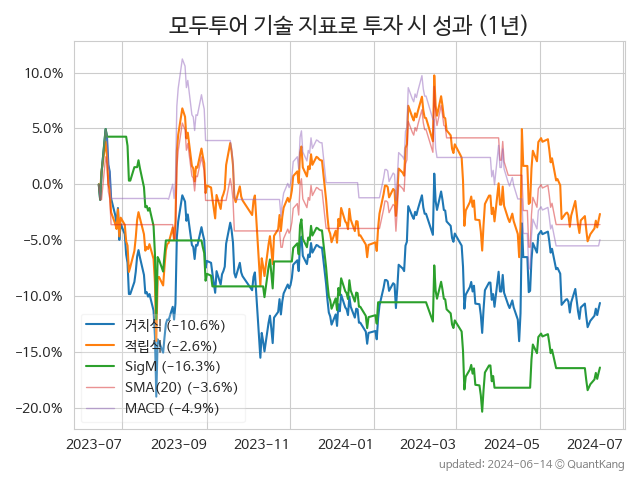 모두투어 기술 지표로 투자 시 성과 (1년)
10.0%
5.0%
0.0%
−5.0%
−10.0%
−15.0%
−20.0%
거치식 (−10.6%)
적립식 (−2.6%)
SigM (−16.3%)
SMA(20) (−3.6%)
MACD (−4.9%)
2023-07 2023-09 2023-11 2024-01 2024-03 2024-05 2024-07
updated: 2024-06-14 © QuantKang